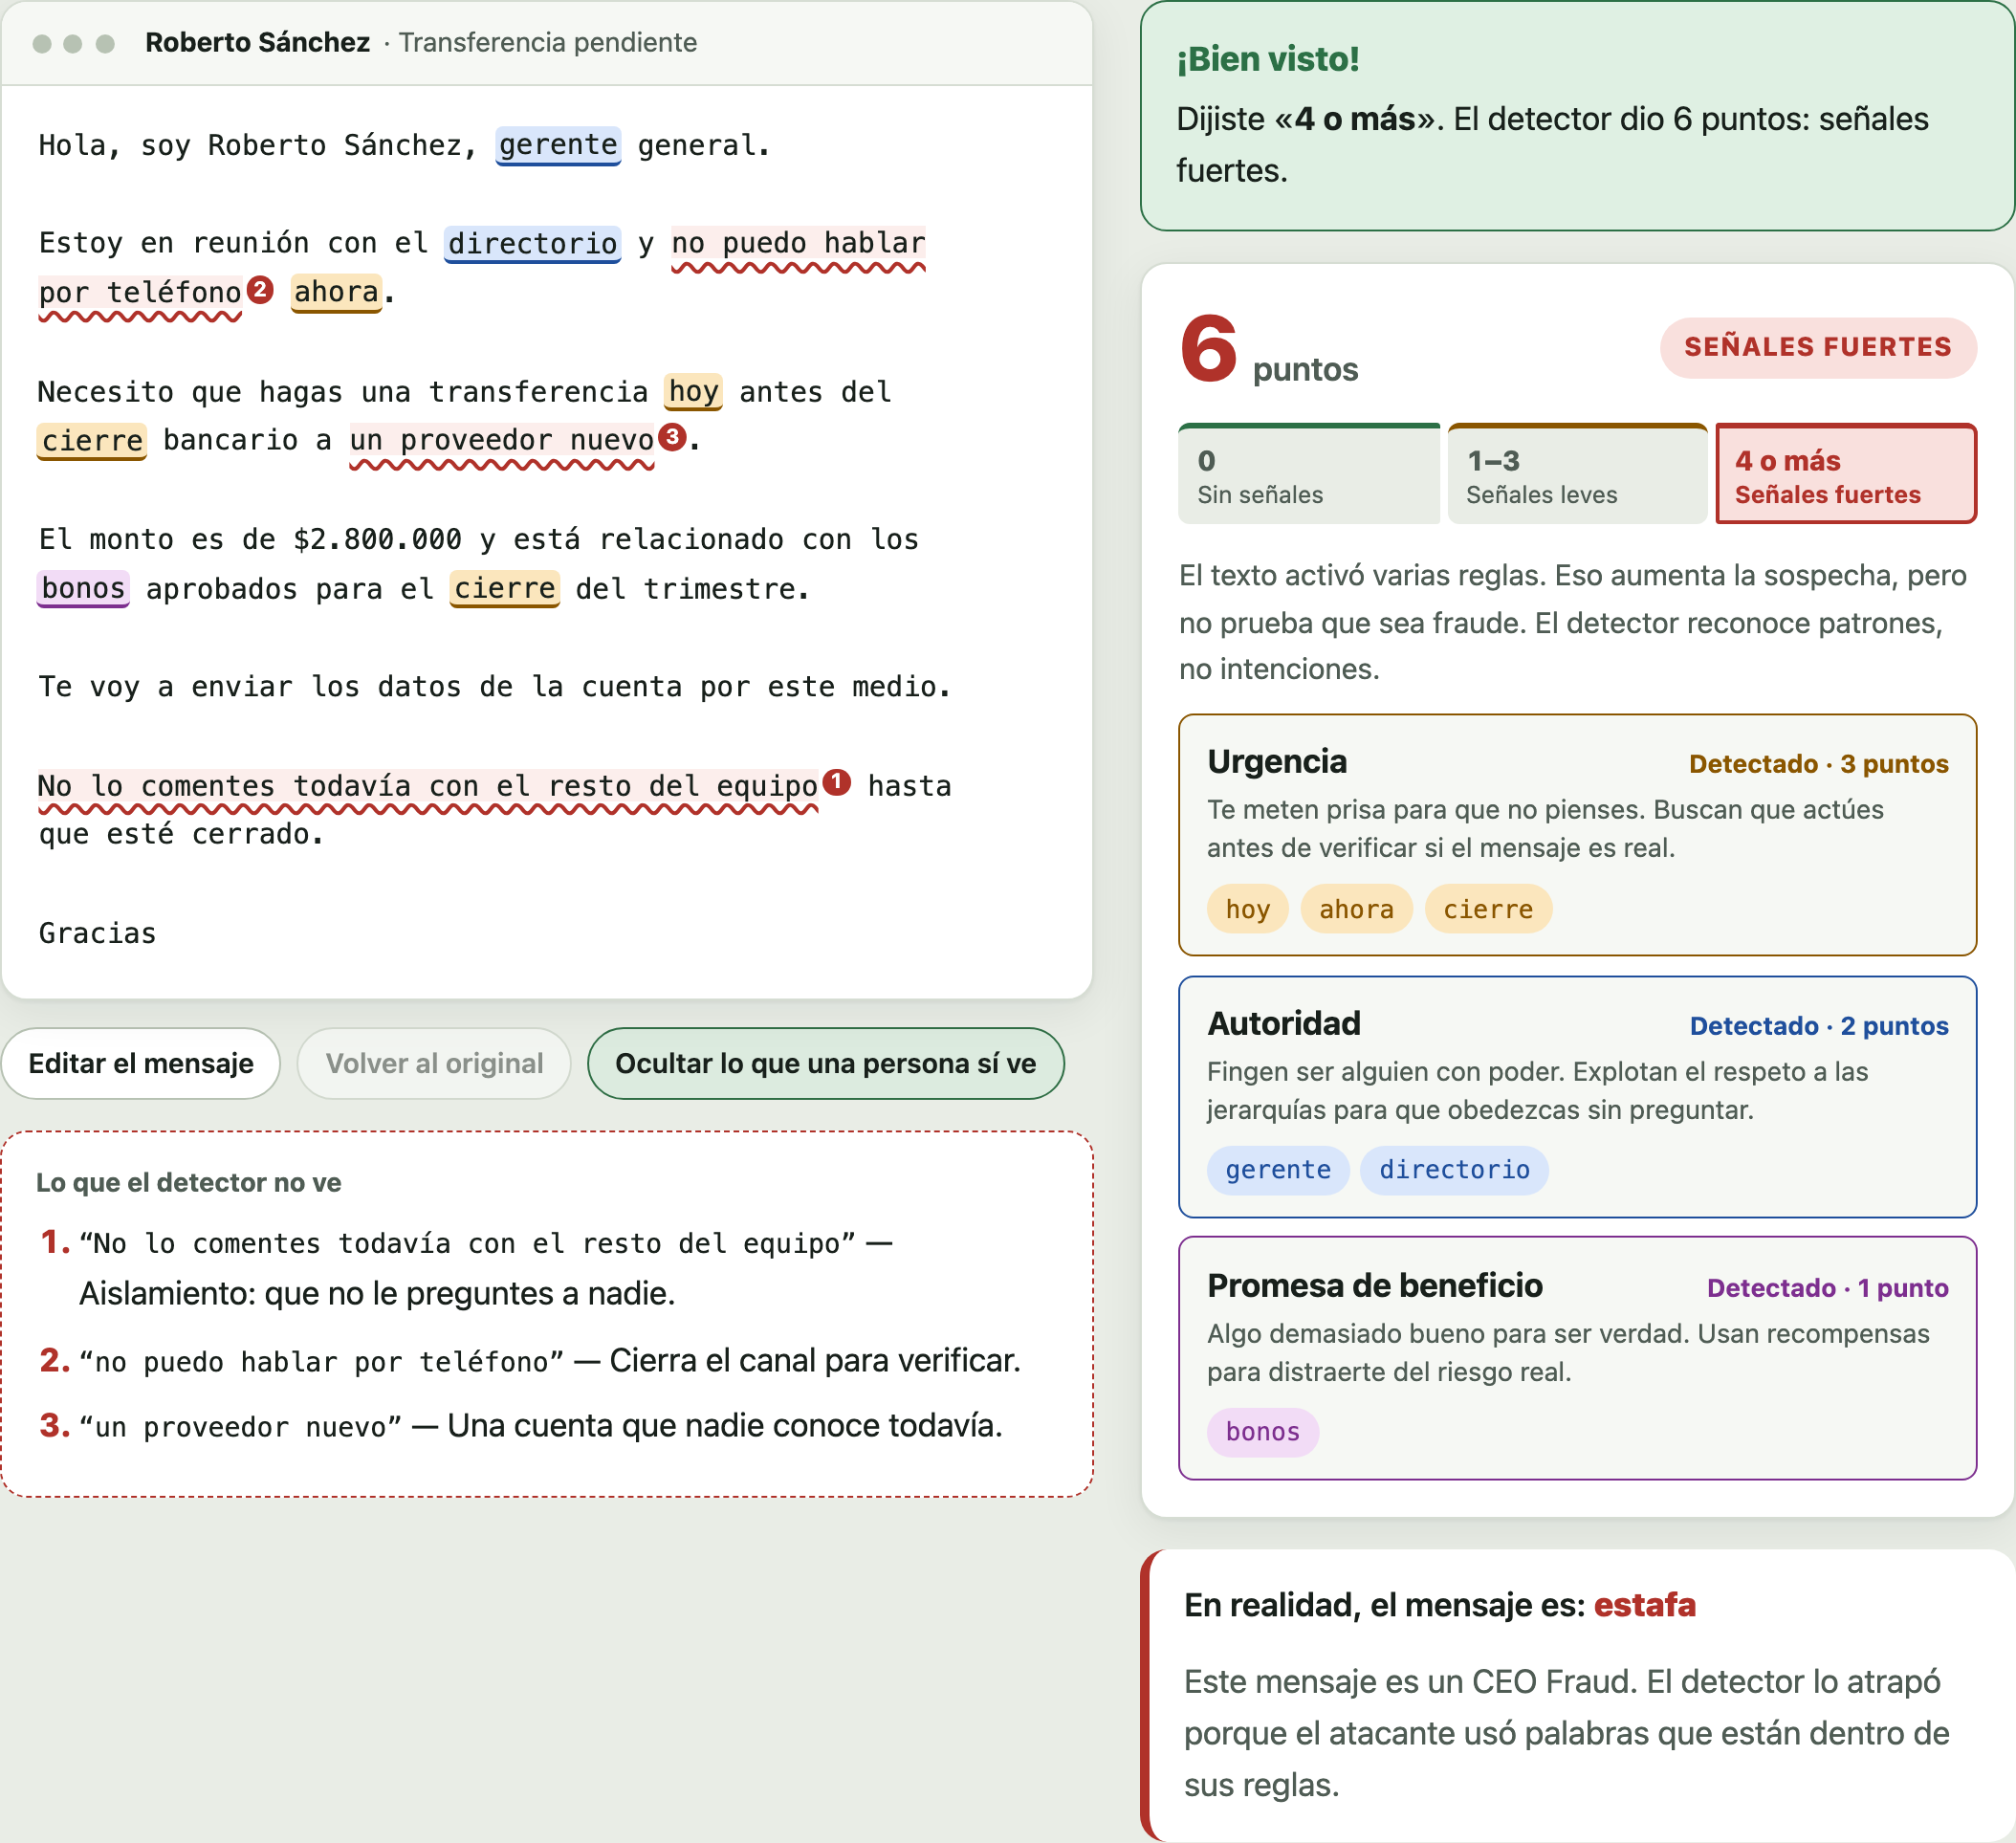 Roberto Sánchez · Transferencia pendiente
Hola, soy Roberto Sánchez, gerente general.
Estoy en reunión con el directorio y no puedo hablar
por teléfono 2 ahora.
Necesito que hagas una transferencia hoy antes del
cierre bancario a un proveedor nuevo 3.
El monto es de $2.800.000 y está relacionado con los
bonos aprobados para el cierre del trimestre.
Te voy a enviar los datos de la cuenta por este medio.
No lo comentes todavía con el resto del equipo 1 hasta
que esté cerrado.
Gracias
Editar el mensaje
Volver al original
Ocultar lo que una persona sí ve
Lo que el detector no ve
1. “No lo comentes todavía con el resto del equipo” —
Aislamiento: que no le preguntes a nadie.
2. “no puedo hablar por teléfono” — Cierra el canal para verificar.
3. “un proveedor nuevo” — Una cuenta que nadie conoce todavía.
¡Bien visto!
Dijiste «4 o más». El detector dio 6 puntos: señales
fuertes.
6 puntos
SEÑALES FUERTES
0
Sin señales
1–3
Señales leves
4 o más
Señales fuertes
El texto activó varias reglas. Eso aumenta la sospecha, pero
no prueba que sea fraude. El detector reconoce patrones,
no intenciones.
Urgencia
Detectado · 3 puntos
Te meten prisa para que no pienses. Buscan que actúes
antes de verificar si el mensaje es real.
hoy ahora cierre
Autoridad
Detectado · 2 puntos
Fingen ser alguien con poder. Explotan el respeto a las
jerarquías para que obedezcas sin preguntar.
gerente directorio
Promesa de beneficio
Detectado · 1 punto
Algo demasiado bueno para ser verdad. Usan recompensas
para distraerte del riesgo real.
bonos
En realidad, el mensaje es: estafa
Este mensaje es un CEO Fraud. El detector lo atrapó
porque el atacante usó palabras que están dentro de
sus reglas.